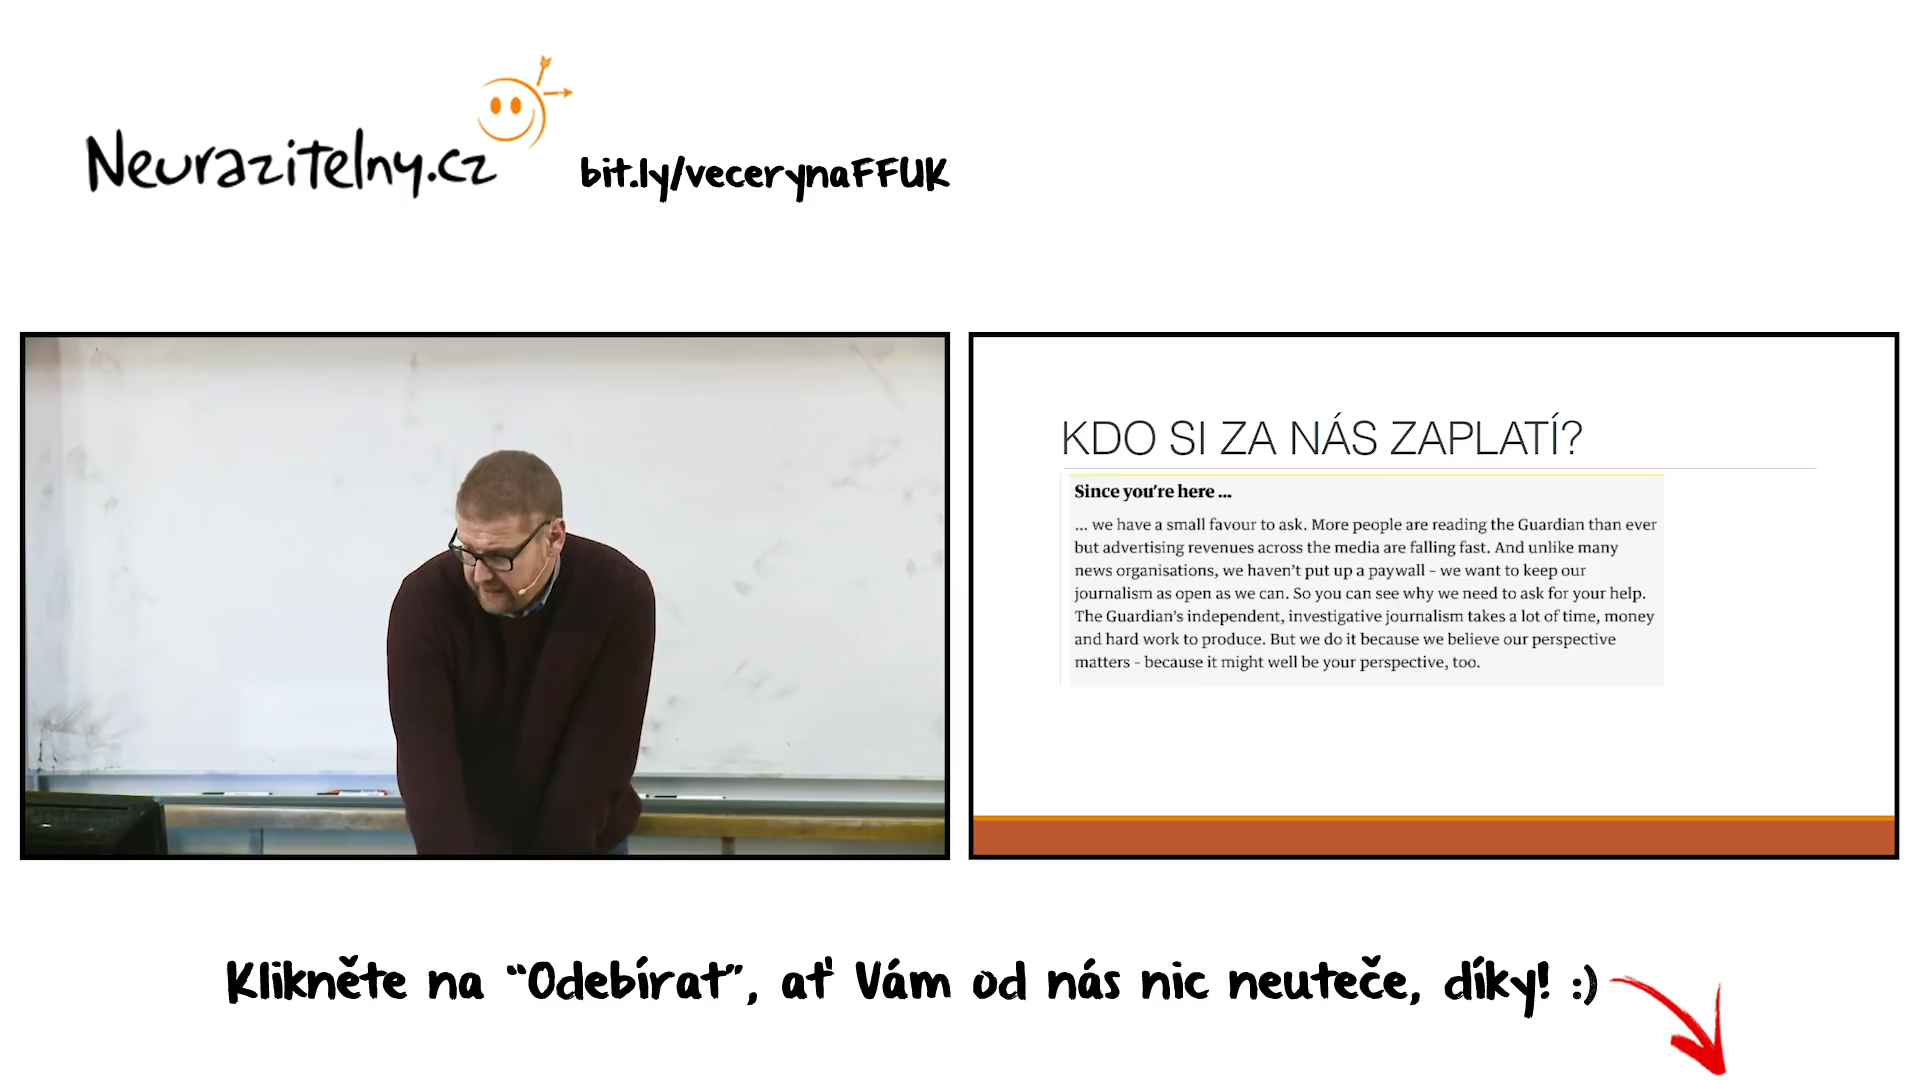 Neurazitelny.cz
bit.ly/vecerynaFFUK
KDO SI ZA NÁS ZAPLATÍ?
Since you're here ...
... we have a small favour to ask. More people are reading the Guardian than ever
but advertising revenues across the media are falling fast. And unlike many
news organisations, we haven't put up a paywall – we want to keep our
journalism as open as we can. So you can see why we need to ask for your help.
The Guardian's independent, investigative journalism takes a lot of time, money
and hard work to produce. But we do it because we believe our perspective
matters – because it might well be your perspective, too.
Klikněte na “Odebírat”, ať Vám od nás nic neuteče, díky! :)